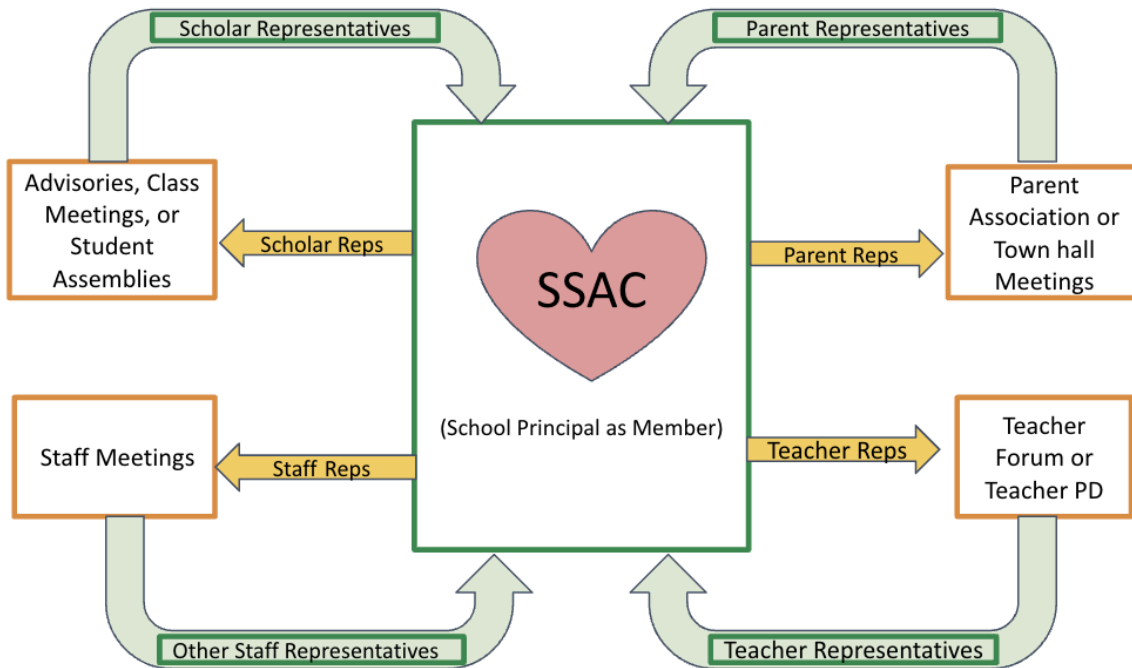 Scholar Representatives
Parent Representatives
Advisories, Class
Meetings, or
Student
Assemblies
Scholar Reps
SSAC
(School Principal as Member)
Parent Reps
Parent
Association or
Town hall
Meetings
Staff Meetings
Staff Reps
Teacher Reps
Teacher
Forum or
Teacher PD
Other Staff Representatives
Teacher Representatives